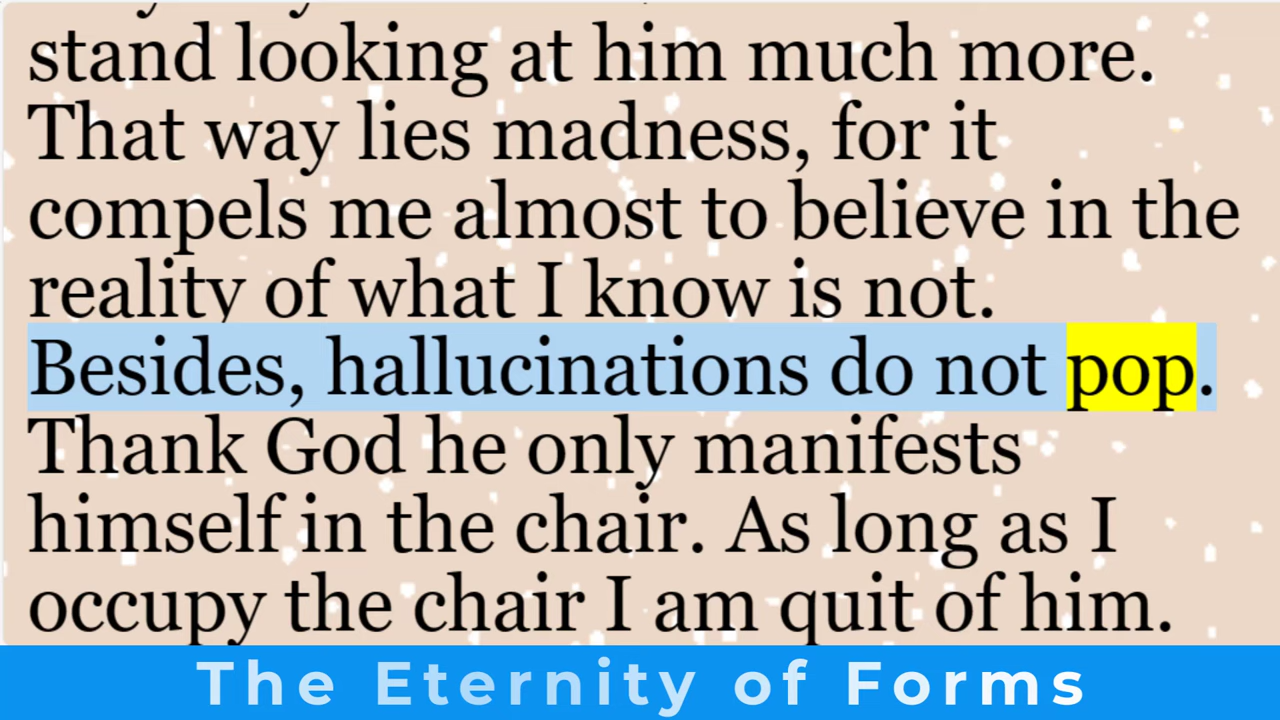 stand looking at him much more.
That way lies madness, for it
compels me almost to believe in the
reality of what I know is not.
Besides, hallucinations do not pop.
Thank God he only manifests
himself in the chair. As long as I
occupy the chair I am quit of him.
The Eternity of Forms